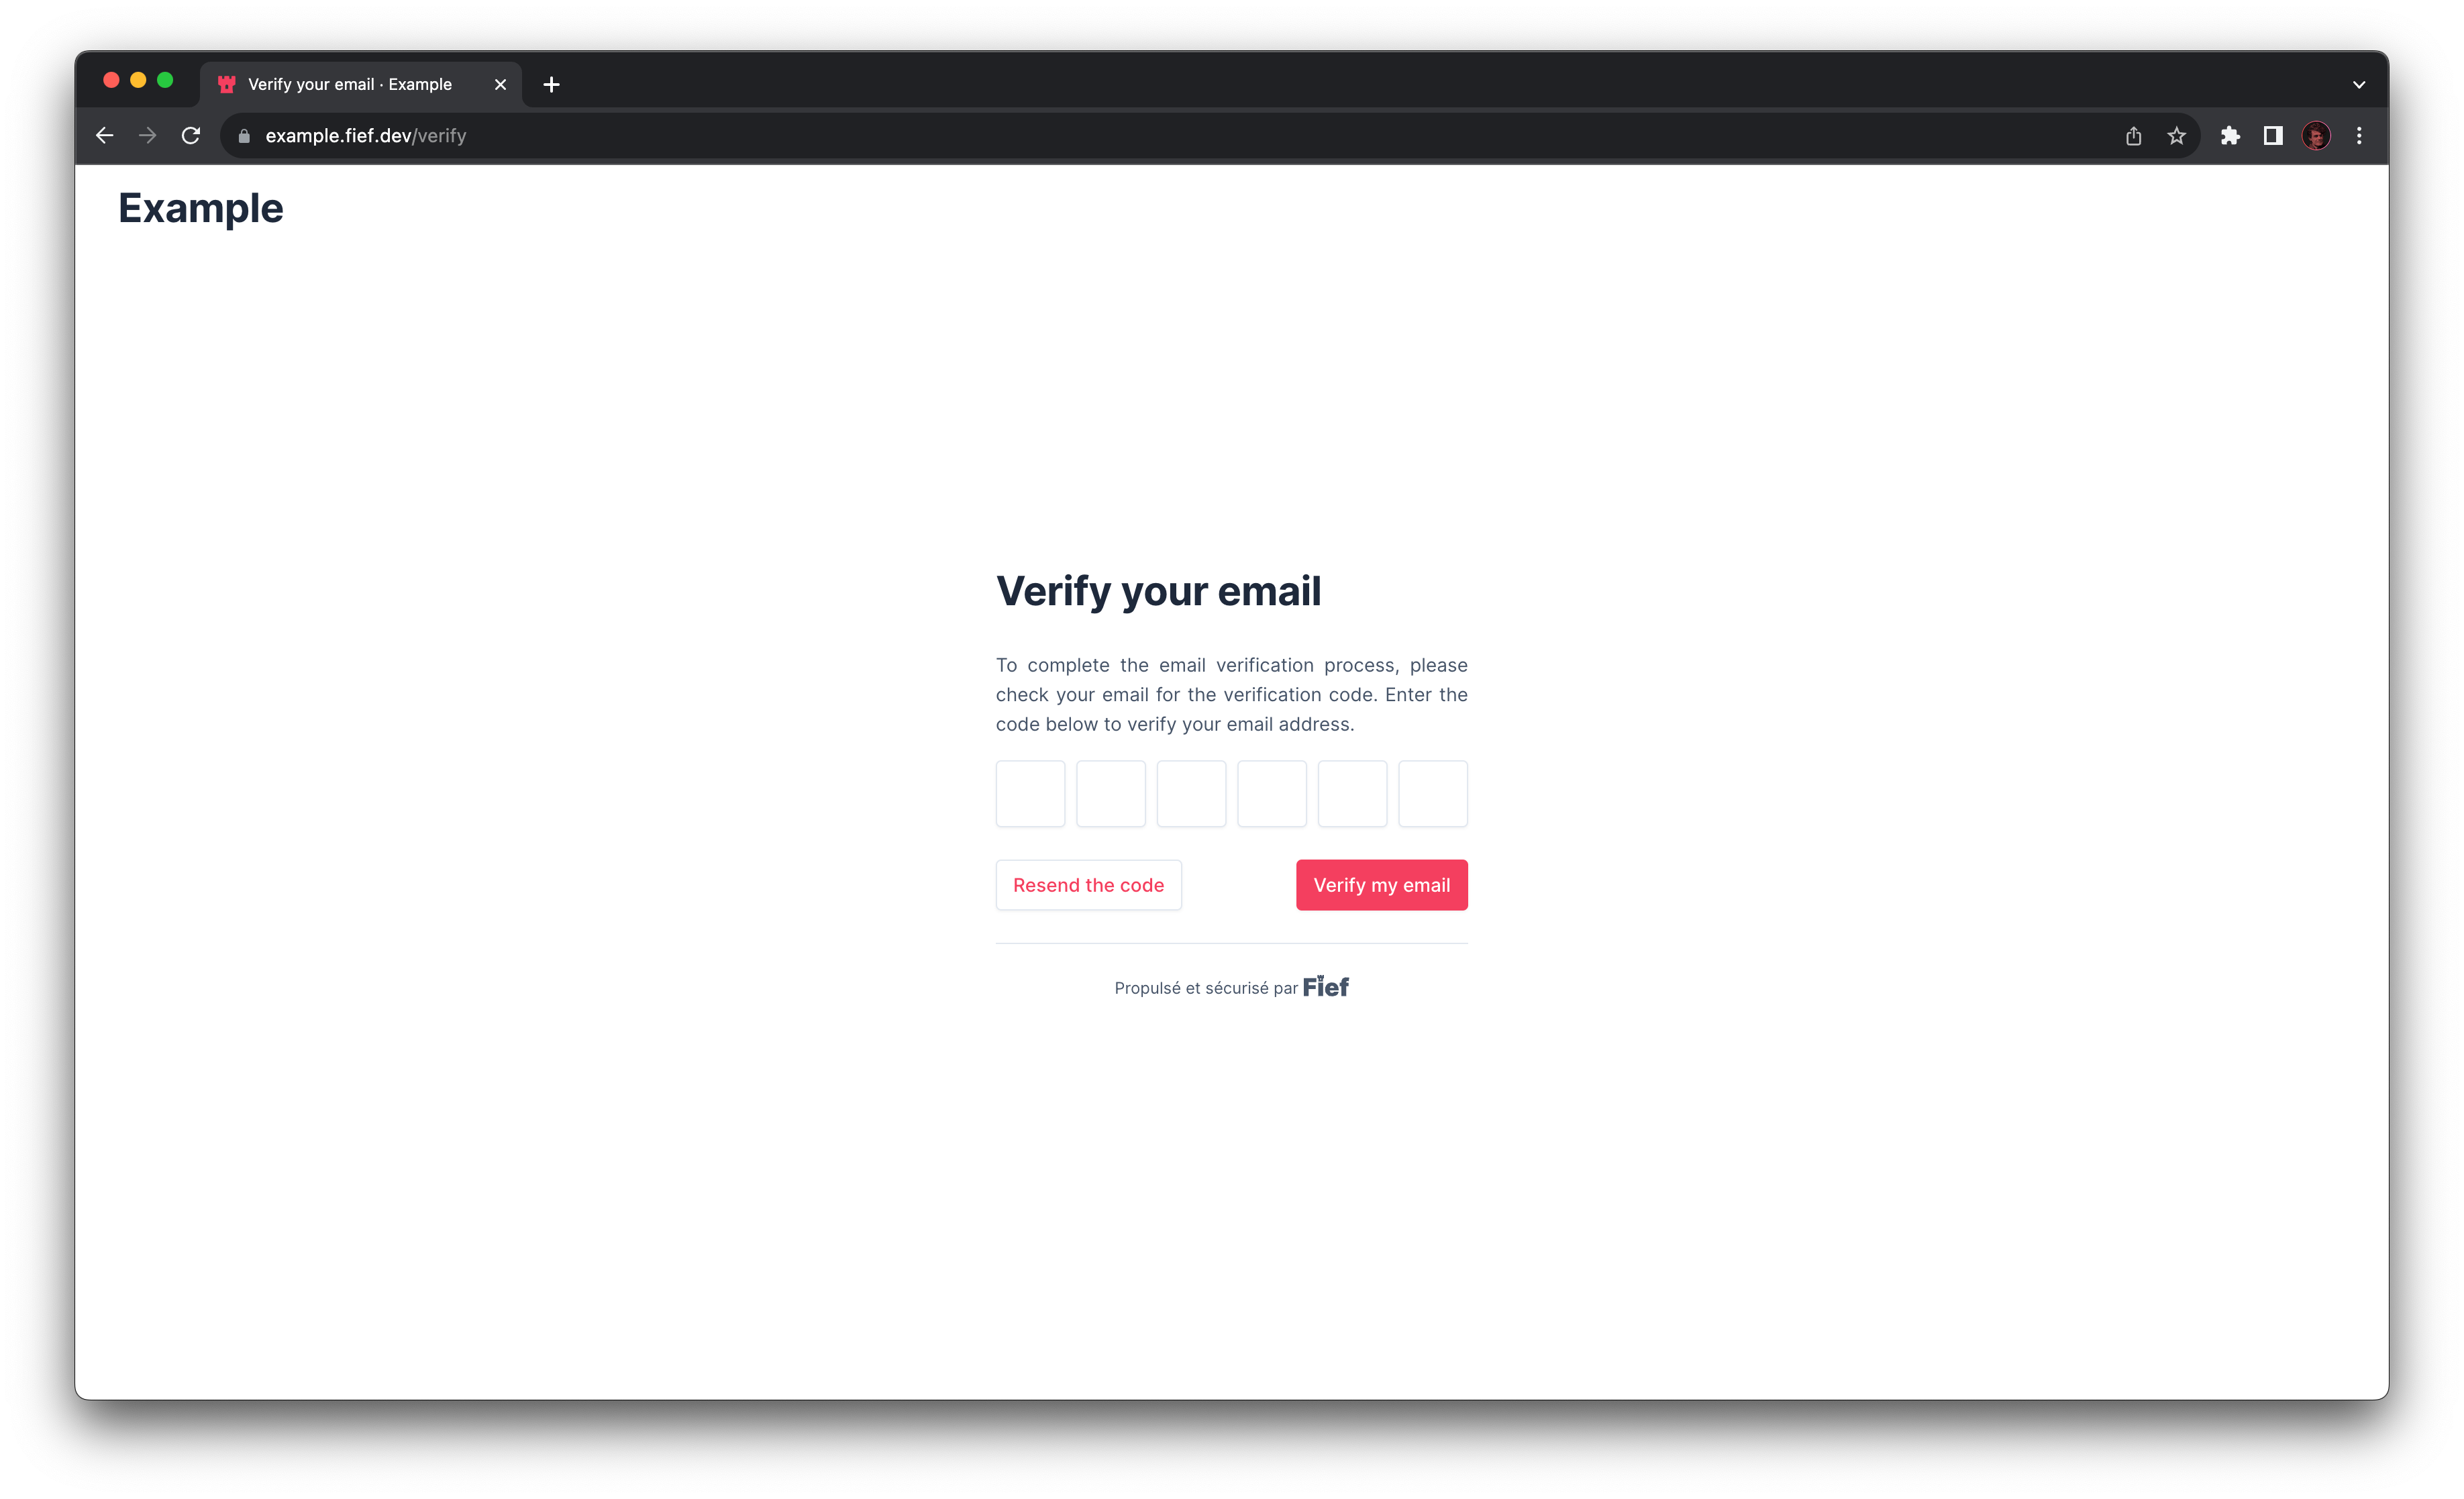 Verify your email · Example
example.fief.dev/verify
Example
Verify your email
To complete the email verification process, please
check your email for the verification code. Enter the
code below to verify your email address.
Resend the code
Verify my email
Propulsé et sécurisé par Fief